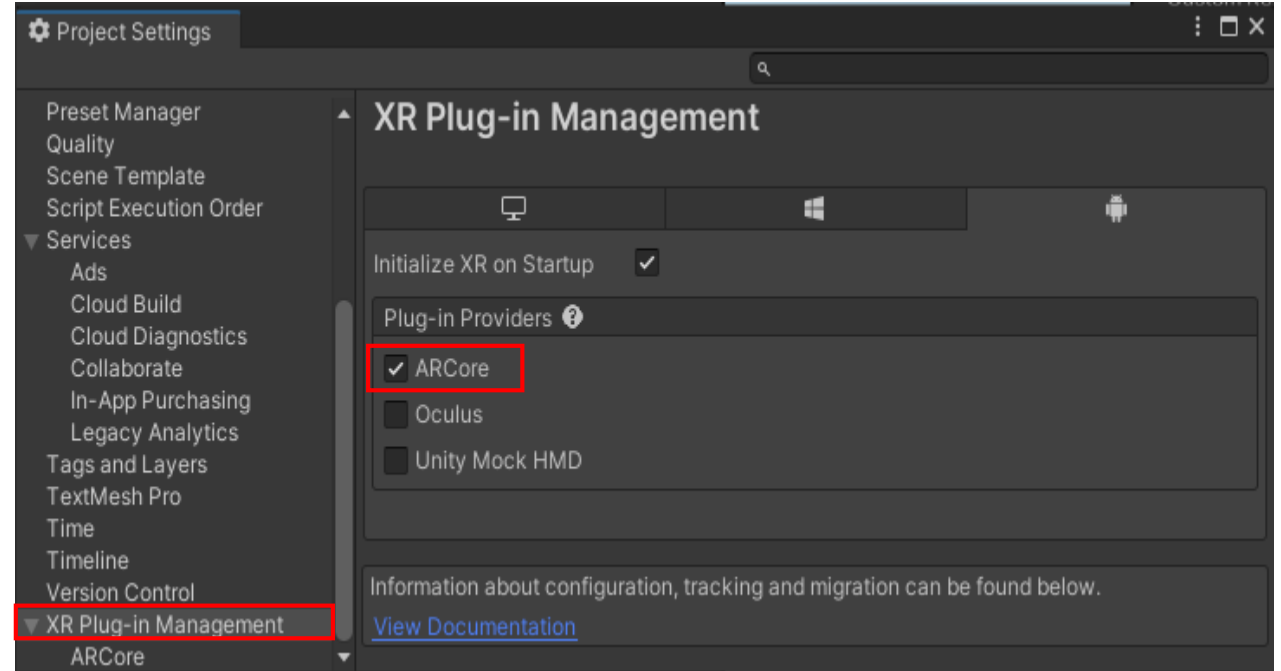 Project Settings
Preset Manager
Quality
Scene Template
Script Execution Order
Services
Ads
Cloud Build
Cloud Diagnostics
Collaborate
In-App Purchasing
Legacy Analytics
Tags and Layers
TextMesh Pro
Time
Timeline
Version Control
XR Plug-in Management
ARCore
XR Plug-in Management
Initialize XR on Startup
Plug-in Providers
ARCore
Oculus
Unity Mock HMD
Information about configuration, tracking and migration can be found below.
View Documentation